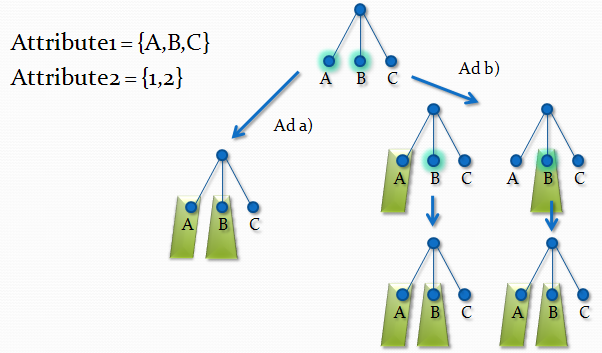 Attribute1 = {A,B,C}
Attribute2 = {1,2}
A B C
Ad a)
Ad b)
A B C
A B C
A B C
A B C
A B C